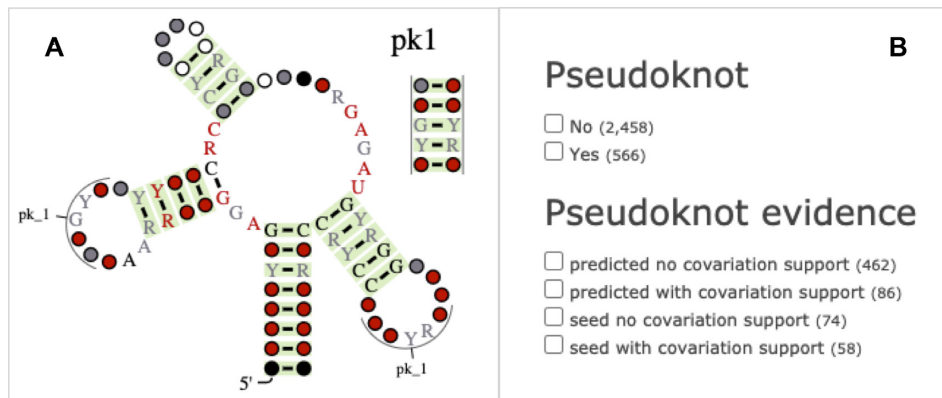 A
pk1
R
G
Y
C
R
G
A
G
A
U
G Y
Y R
C
R
C
G
G
A
Y
Y
R
R
Y
G
A
A
pk_1
G C C G
Y R
Y
R
G
G
R
Y
C
C
Y R
pk_1
5'
B
Pseudoknot
No (2,458)
Yes (566)
Pseudoknot evidence
predicted no covariation support (462)
predicted with covariation support (86)
seed no covariation support (74)
seed with covariation support (58)